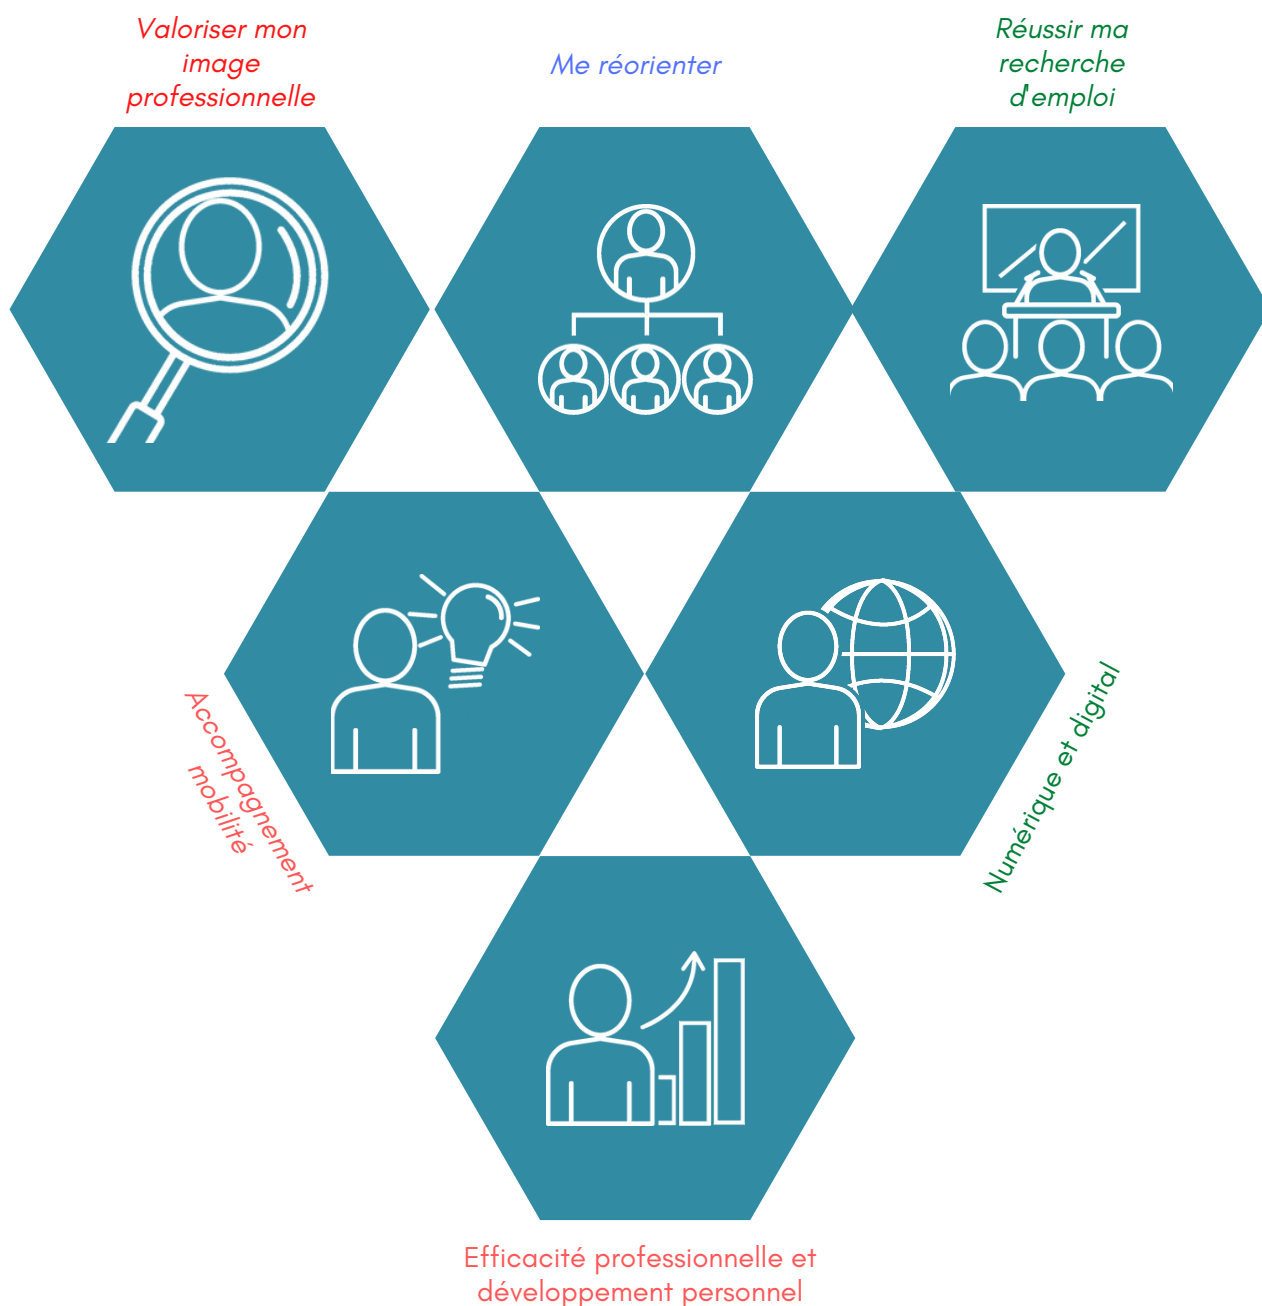 Valoriser mon
image
professionnelle
Me réorienter
Réussir ma
recherche
d'emploi
Accompagnement
mobilité
Numérique et digital
Efficacité professionnelle et
développement personnel